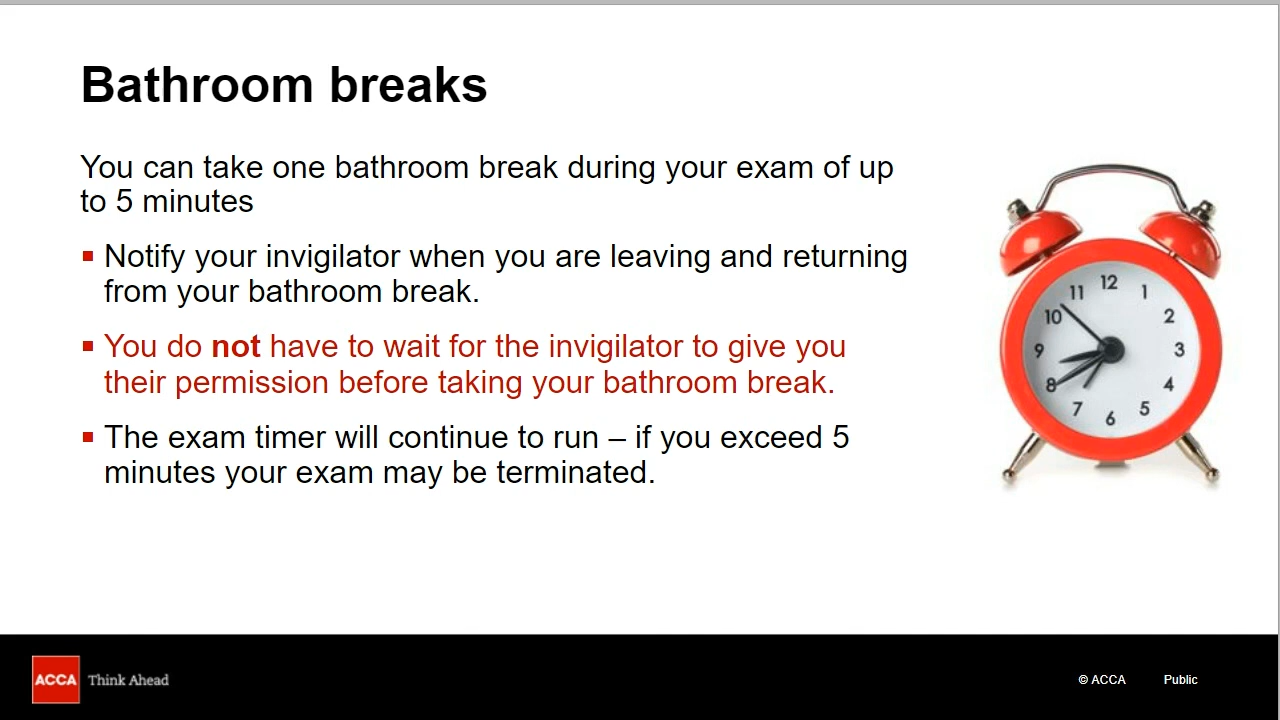 Bathroom breaks
You can take one bathroom break during your exam of up
to 5 minutes
▪ Notify your invigilator when you are leaving and returning
from your bathroom break.
▪ You do not have to wait for the invigilator to give you
their permission before taking your bathroom break.
▪ The exam timer will continue to run – if you exceed 5
minutes your exam may be terminated.
12
11 1
10 2
9 3
8 4
7 5
6
ACCA Think Ahead
© ACCA Public